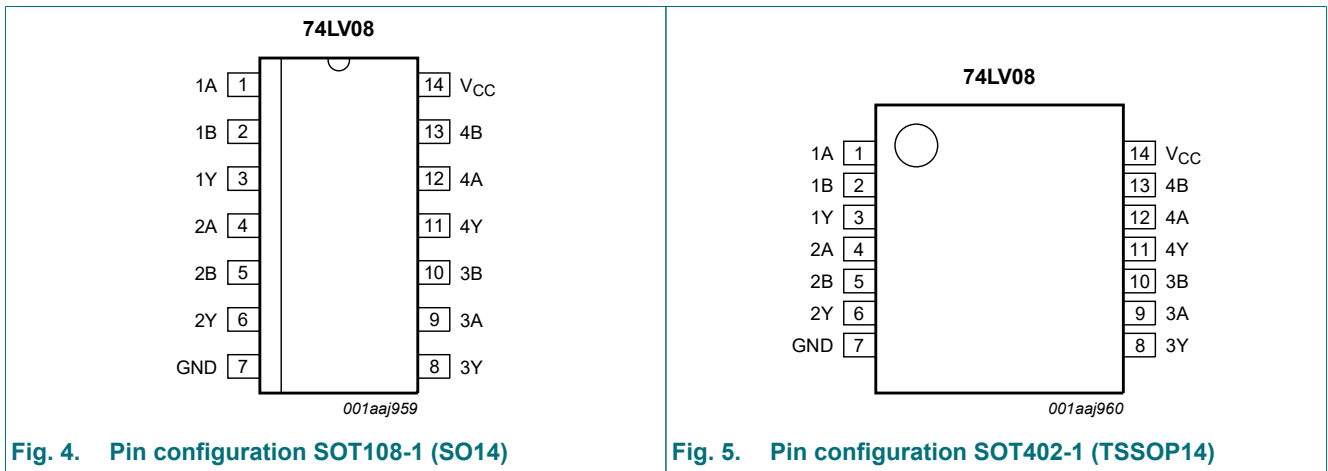 74LV08
1A 1 14 VCC
1B 2 13 4B
1Y 3 12 4A
2A 4 11 4Y
2B 5 10 3B
2Y 6 9 3A
GND 7 8 3Y
001aaj959
Fig. 4. Pin configuration SOT108-1 (SO14)
74LV08
1A 1 14 VCC
1B 2 13 4B
1Y 3 12 4A
2A 4 11 4Y
2B 5 10 3B
2Y 6 9 3A
GND 7 8 3Y
001aaj960
Fig. 5. Pin configuration SOT402-1 (TSSOP14)